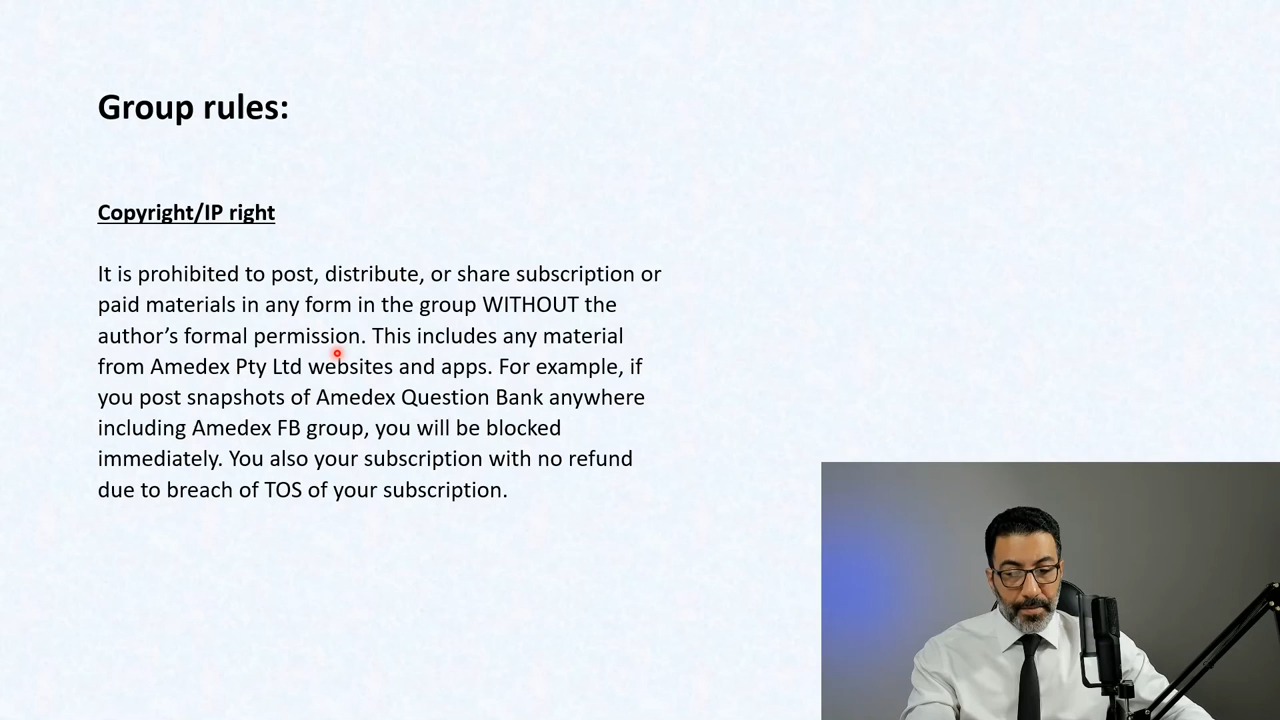 Group rules:
Copyright/IP right
It is prohibited to post, distribute, or share subscription or
paid materials in any form in the group WITHOUT the
author’s formal permission. This includes any material
from Amedex Pty Ltd websites and apps. For example, if
you post snapshots of Amedex Question Bank anywhere
including Amedex FB group, you will be blocked
immediately. You also your subscription with no refund
due to breach of TOS of your subscription.